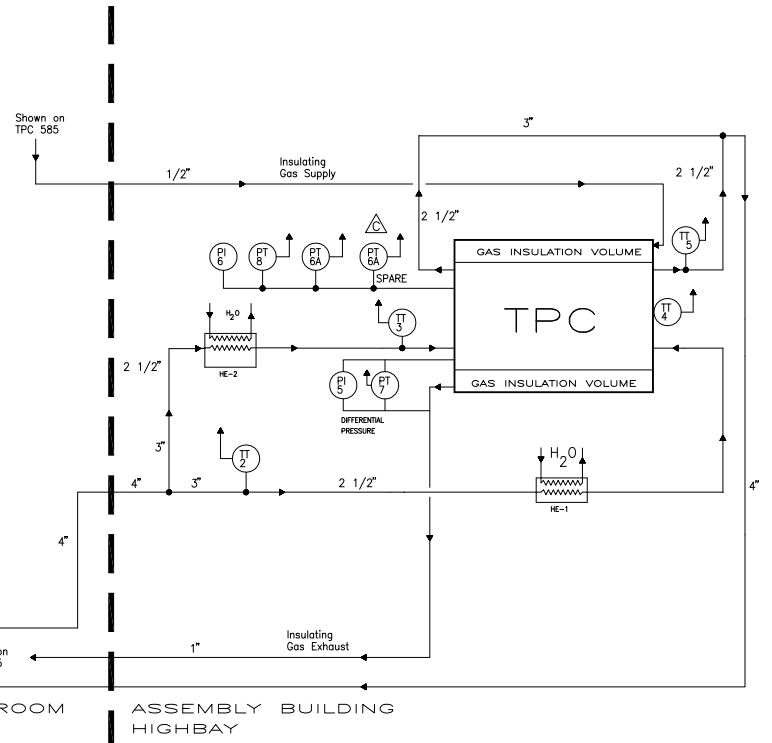 Shown on
TPC 585
3"
1/2"
Insulating
Gas Supply
2 1/2"
2 1/2"
C
PI
6
PT
8
PT
6A
PT
6A
SPARE
TT
5
GAS INSULATION VOLUME
TPC
TT
4
H2O
HE-2
TT
3
2 1/2"
PI
5
PT
7
GAS INSULATION VOLUME
DIFFERENTIAL
PRESSURE
3"
TT
2
H2O
4"
3"
2 1/2"
4"
HE-1
4"
on
1"
Insulating
Gas Exhaust
ROOM
ASSEMBLY BUILDING
HIGHBAY